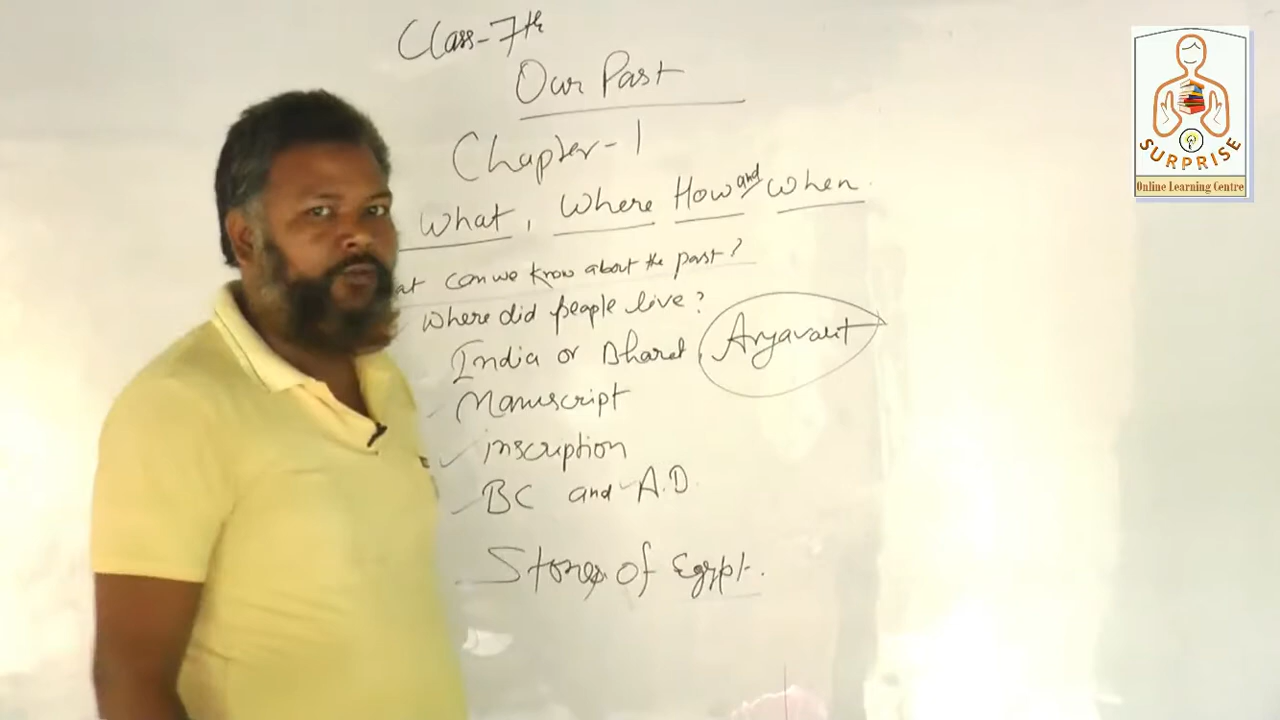 Class-7th
Our Past
Chapter-1
What, Where How and When.
can we know about the past?
Where did people live?
India or Bharat, Aryavart
Manuscript
inscription
BC and A.D.
of Egypt.
SURPRISE
Online Learning Centre